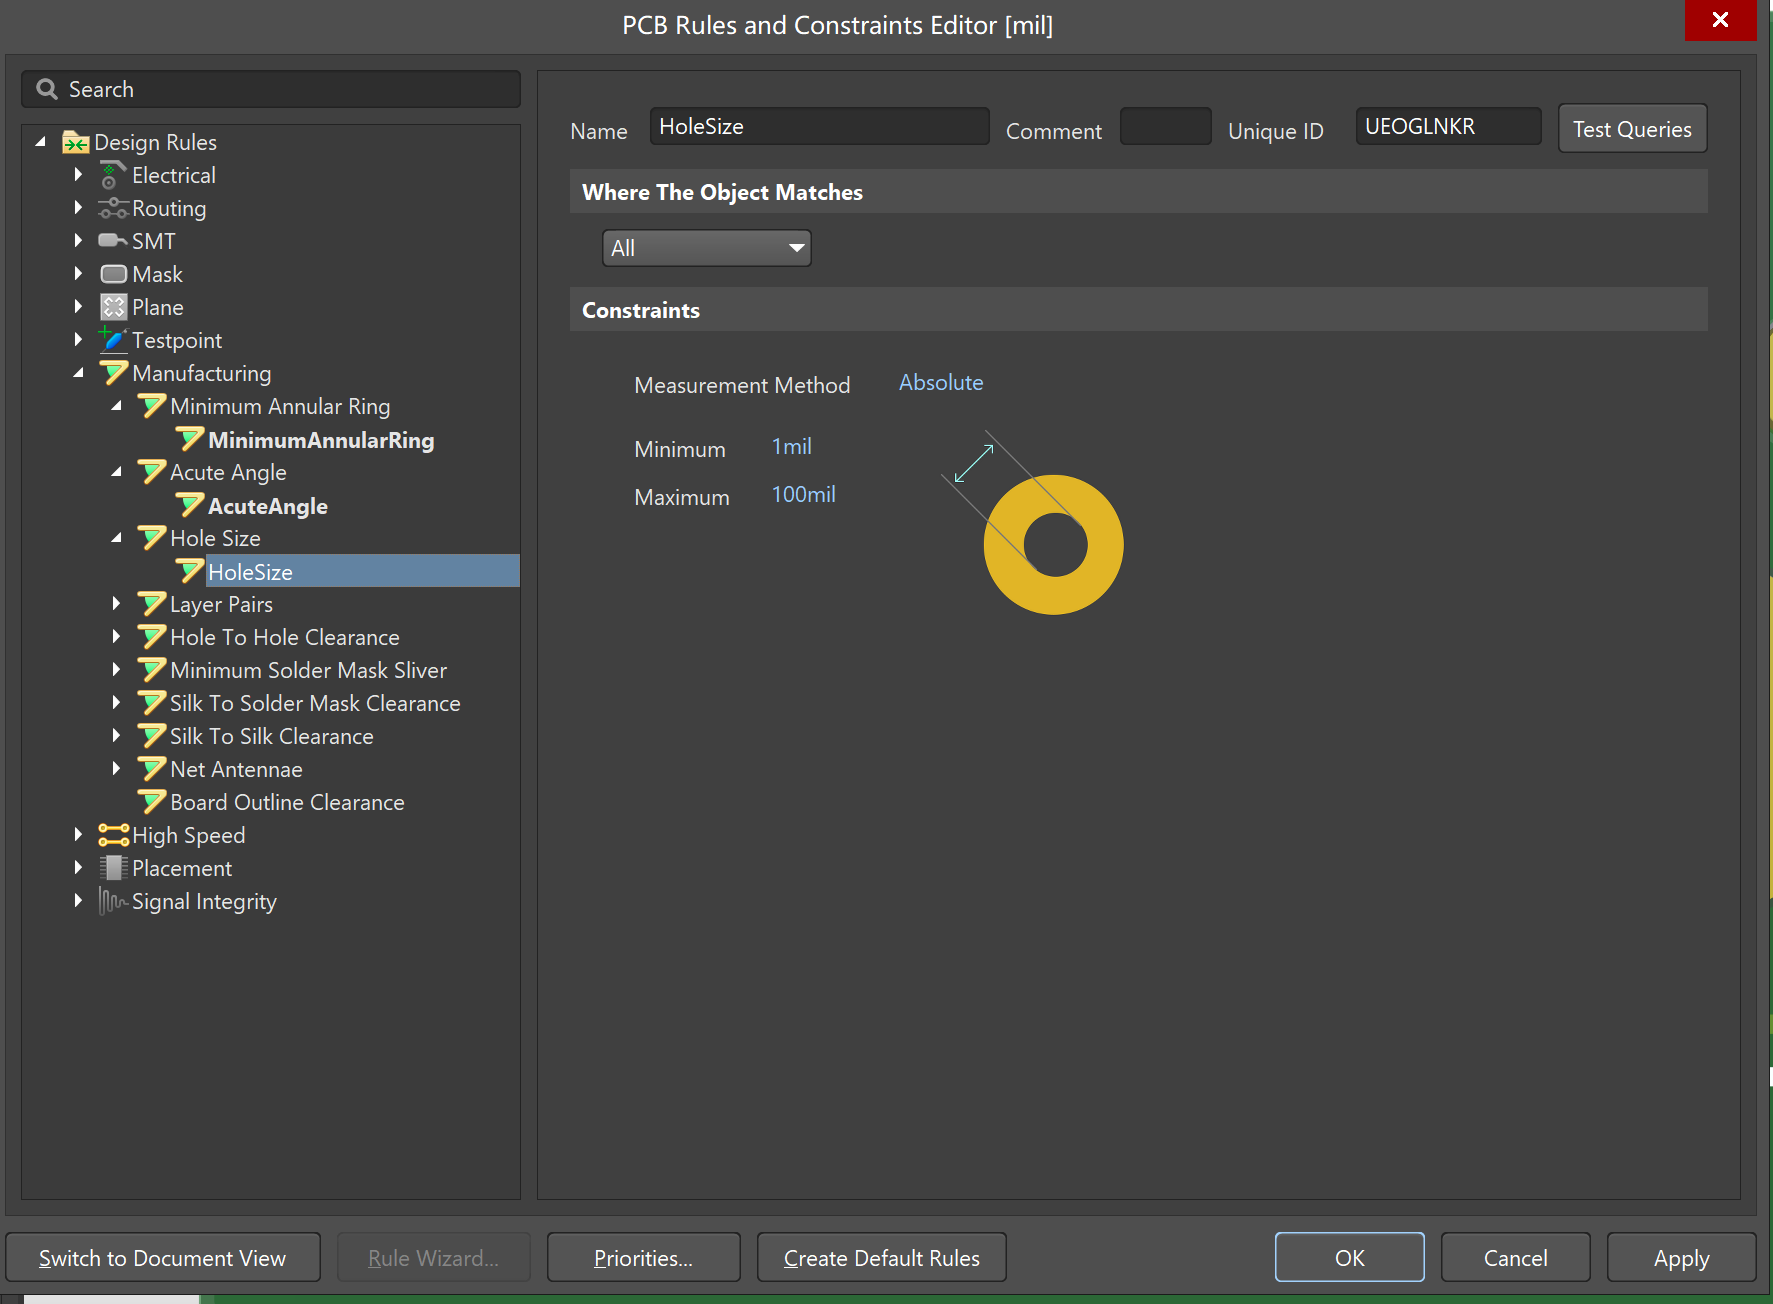 PCB Rules and Constraints Editor [mil]
Search
Design Rules
Electrical
Routing
SMT
Mask
Plane
Testpoint
Manufacturing
Minimum Annular Ring
MinimumAnnularRing
Acute Angle
AcuteAngle
Hole Size
HoleSize
Layer Pairs
Hole To Hole Clearance
Minimum Solder Mask Sliver
Silk To Solder Mask Clearance
Silk To Silk Clearance
Net Antennae
Board Outline Clearance
High Speed
Placement
Signal Integrity
Name HoleSize Comment Unique ID UEOGLNKR Test Queries
Where The Object Matches
All
Constraints
Measurement Method Absolute
Minimum 1mil
Maximum 100mil
Switch to Document View Rule Wizard... Priorities... Create Default Rules OK Cancel Apply